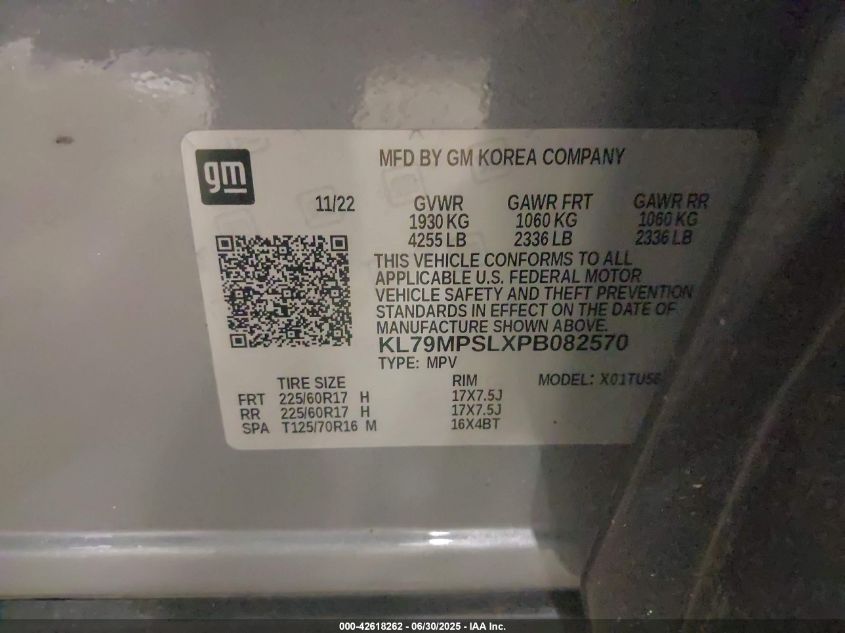 gm
MFD BY GM KOREA COMPANY
11/22
GVWR GAWR FRT GAWR RR
1930 KG 1060 KG 1060 KG
4255 LB 2336 LB 2336 LB
THIS VEHICLE CONFORMS TO ALL
APPLICABLE U.S. FEDERAL MOTOR
VEHICLE SAFETY AND THEFT PREVENTION
STANDARDS IN EFFECT ON THE DATE OF
MANUFACTURE SHOWN ABOVE.
KL79MPSLXPB082570
TYPE: MPV
TIRE SIZE RIM MODEL: X01TU56
FRT 225/60R17 H 17X7.5J
RR 225/60R17 H 17X7.5J
SPA T125/70R16 M 16X4BT
000-42618262 - 06/30/2025 - IAA Inc.